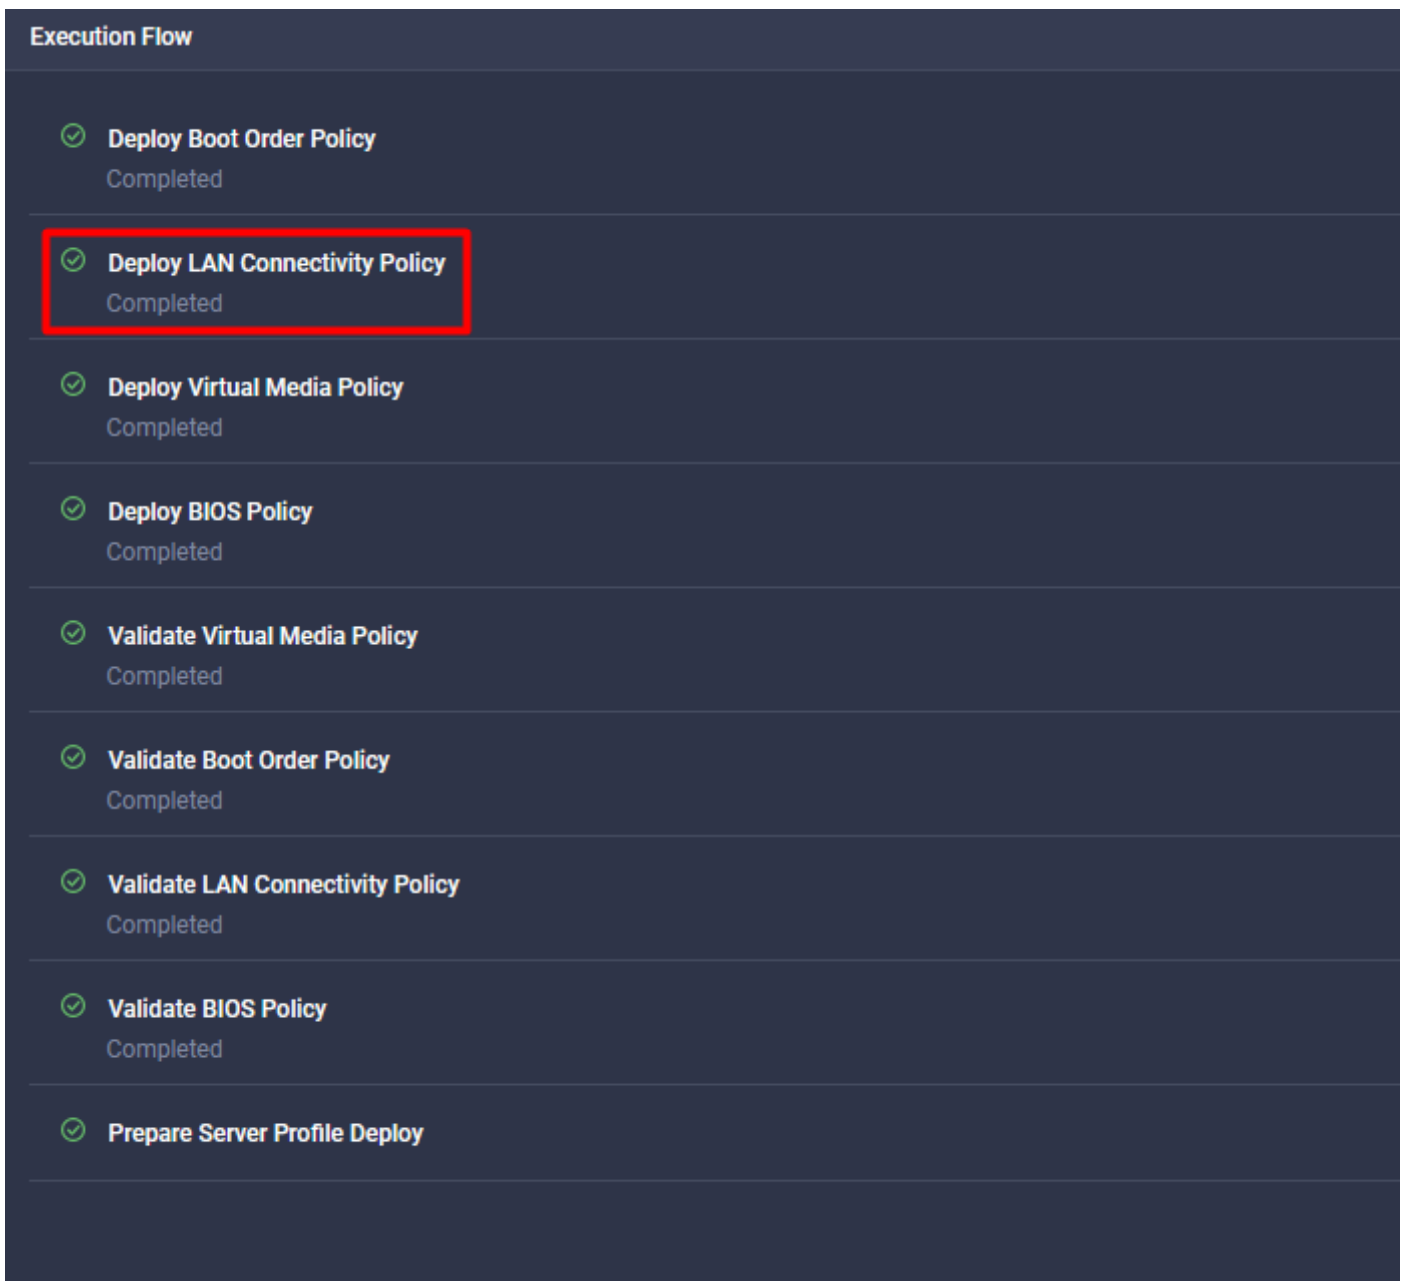 Execution Flow
Deploy Boot Order Policy
Completed
Deploy LAN Connectivity Policy
Completed
Deploy Virtual Media Policy
Completed
Deploy BIOS Policy
Completed
Validate Virtual Media Policy
Completed
Validate Boot Order Policy
Completed
Validate LAN Connectivity Policy
Completed
Validate BIOS Policy
Completed
Prepare Server Profile Deploy